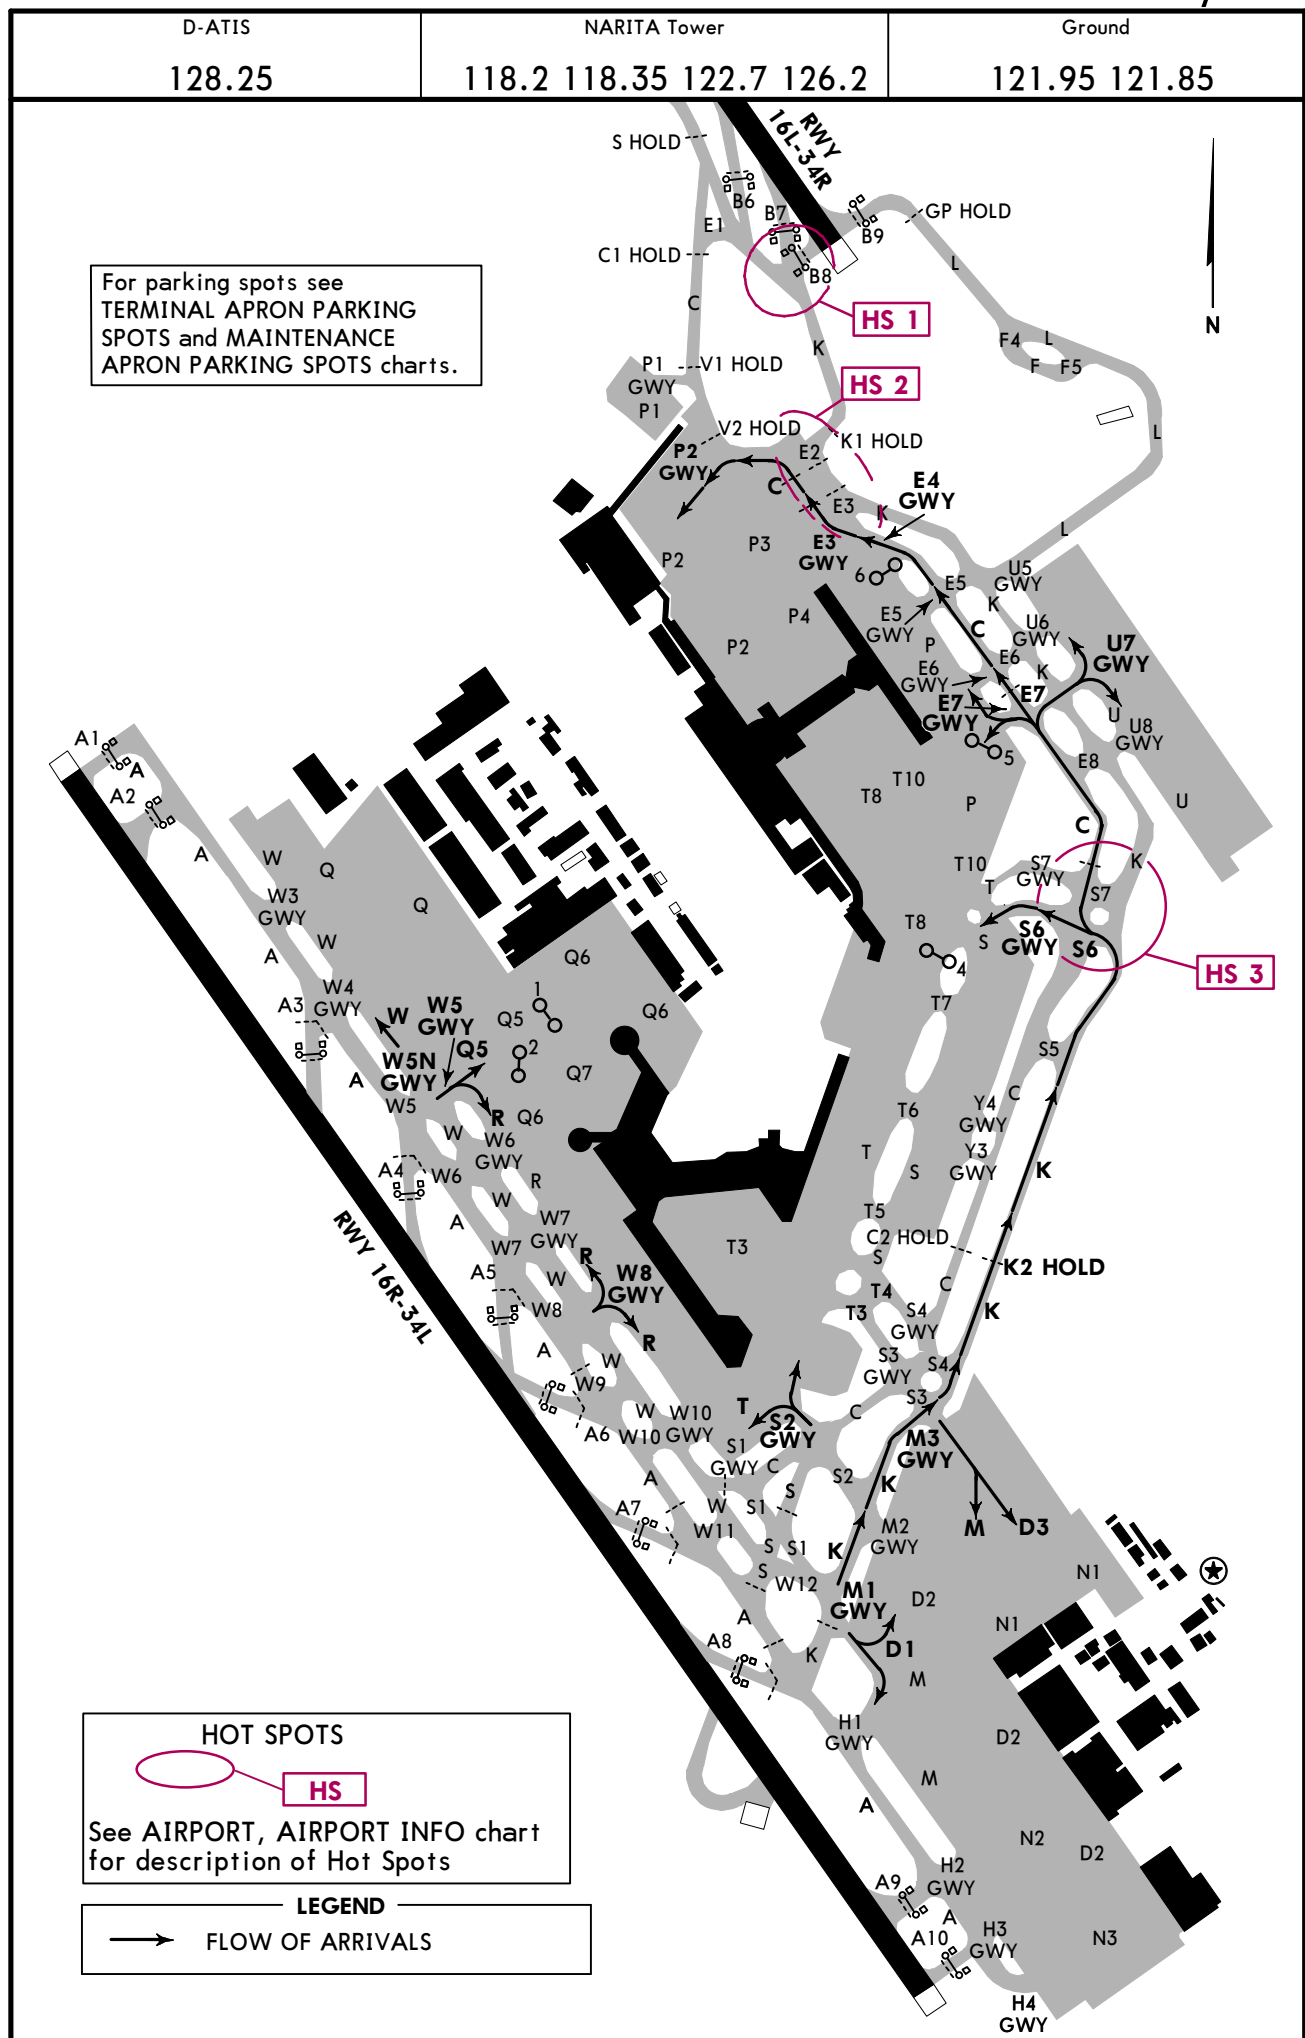 D-ATIS
NARITA Tower
Ground
128.25
118.2 118.35 122.7 126.2
121.95 121.85
RWY
16L-34R
S HOLD
B6
B7
B9
GP HOLD
E1
C1 HOLD
B8
L
C
HS 1
For parking spots see
TERMINAL APRON PARKING
SPOTS and MAINTENANCE
APRON PARKING SPOTS charts.
N
K
F4
L
F
F5
P1
GWY
V1 HOLD
P1
HS 2
V2 HOLD
K1 HOLD
L
P2
GWY
E2
C
E3
E4
GWY
K
L
P3
E3
GWY
P2
6
E5
U5
GWY
K
P4
E5
GWY
C
U6
GWY
P2
P
E6
K
U7
GWY
E6
GWY
E7
E7
GWY
U
U8
GWY
5
E8
A1
A
A2
T10
T8
P
U
C
A
W
Q
T10
S7
GWY
K
T
S7
W3
GWY
Q
T8
S
S6
GWY
S6
W
A
Q6
4
HS 3
W4
GWY
A3
1
T7
W
W5
GWY
Q5
Q6
W5N
GWY
Q5
2
S5
A
Q7
W5
R
Q6
T6
Y4
GWY
C
W
W6
GWY
T
Y3
GWY
A4
W6
S
K
R
W
A
W7
GWY
T5
C2 HOLD
RWY 16R-34L
W7
R
T3
S
K2 HOLD
A5
W
W8
GWY
C
T4
W8
T3
S4
GWY
K
R
A
W
S3
GWY
S4
W9
S3
T
W
W10
GWY
S2
GWY
C
A6
W10
M3
GWY
S1
GWY
C
A
S2
K
S
A7
W
S1
M
D3
W11
M2
GWY
S
S1
K
S
W12
M1
GWY
N1
D2
A
N1
A8
D1
K
M
H1
GWY
D2
HOT SPOTS
HS
See AIRPORT, AIRPORT INFO chart
for description of Hot Spots
M
A
N2
D2
H2
GWY
A9
LEGEND
FLOW OF ARRIVALS
A
H3
GWY
A10
N3
H4
GWY